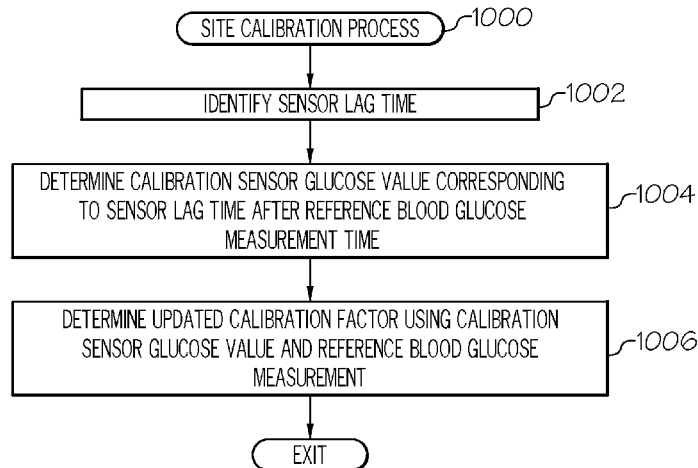 SITE CALIBRATION PROCESS
1000
IDENTIFY SENSOR LAG TIME
1002
DETERMINE CALIBRATION SENSOR GLUCOSE VALUE CORRESPONDING
TO SENSOR LAG TIME AFTER REFERENCE BLOOD GLUCOSE
MEASUREMENT TIME
1004
DETERMINE UPDATED CALIBRATION FACTOR USING CALIBRATION
SENSOR GLUCOSE VALUE AND REFERENCE BLOOD GLUCOSE
MEASUREMENT
1006
EXIT